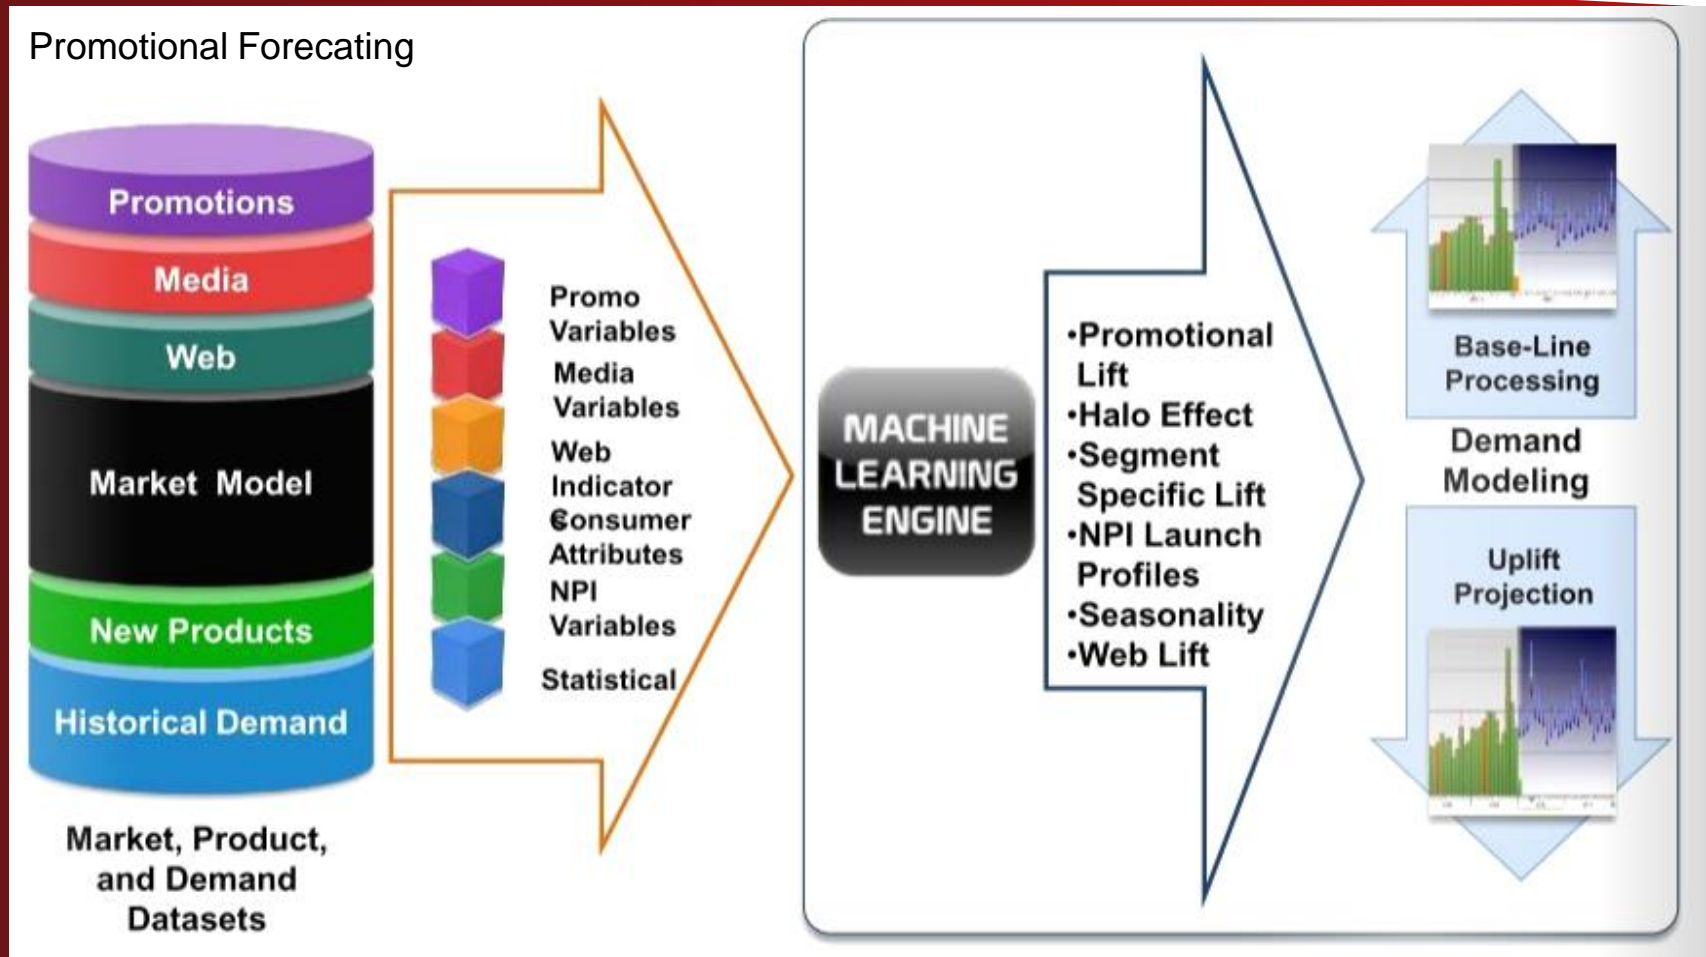 Promotional Forecating
Promotions
Media
Web
Market Model
New Products
Historical Demand
Market, Product,
and Demand
Datasets
Promo
Variables
Media
Variables
Web
Indicator
Consumer
Attributes
NPI
Variables
Statistical
MACHINE
LEARNING
ENGINE
•Promotional
Lift
•Halo Effect
•Segment
Specific Lift
•NPI Launch
Profiles
•Seasonality
•Web Lift
Base-Line
Processing
Demand
Modeling
Uplift
Projection